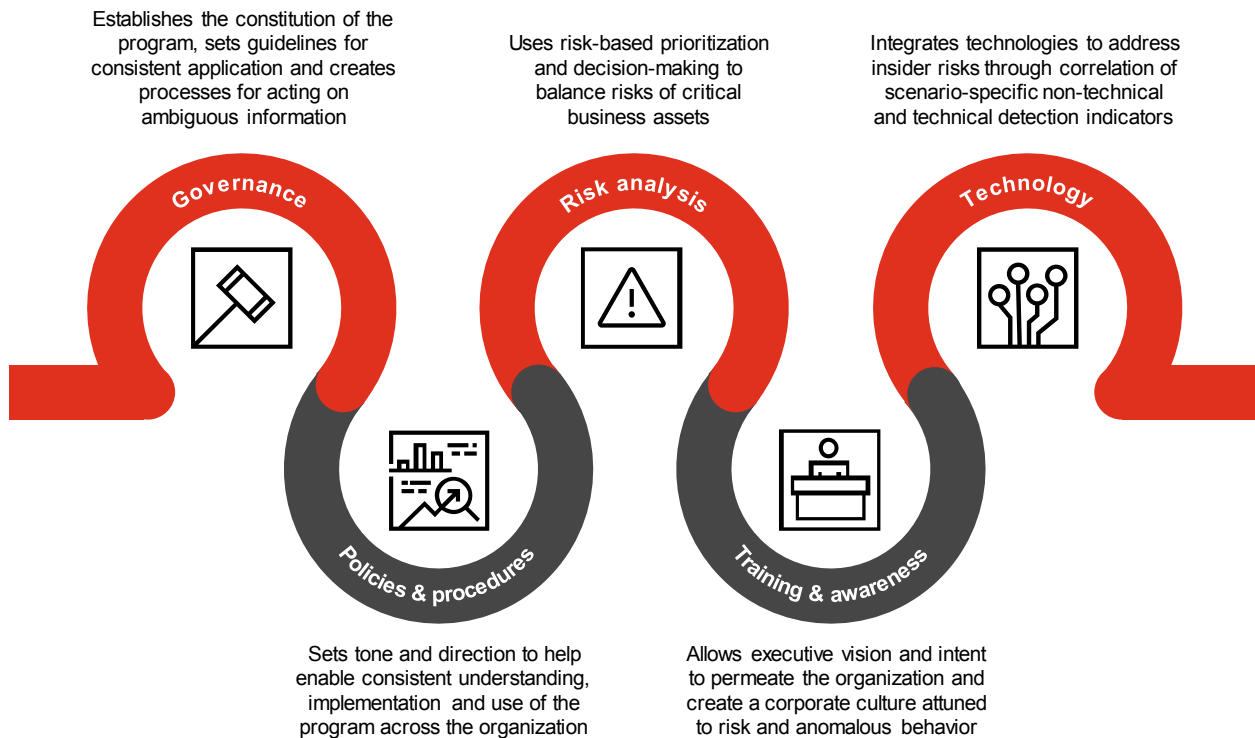 Establishes the constitution of the
program, sets guidelines for
consistent application and creates
processes for acting on
ambiguous information
Uses risk-based prioritization
and decision-making to
balance risks of critical
business assets
Integrates technologies to address
insider risks through correlation of
scenario-specific non-technical
and technical detection indicators
Governance
Risk analysis
Technology
Policies & procedures
Training & awareness
Sets tone and direction to help
enable consistent understanding,
implementation and use of the
program across the organization
Allows executive vision and intent
to permeate the organization and
create a corporate culture attuned
to risk and anomalous behavior